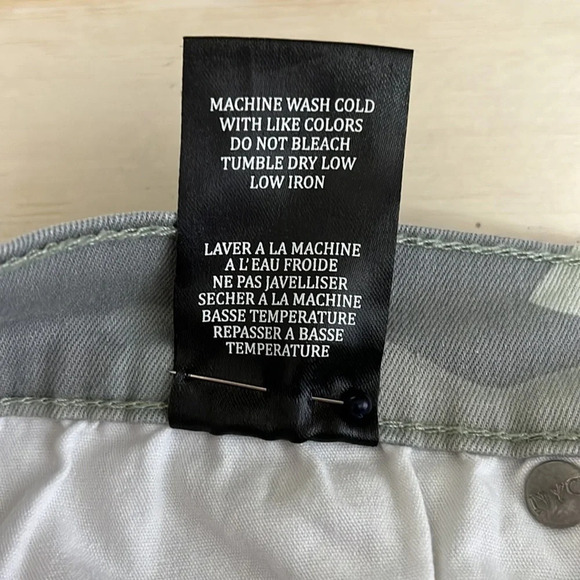 MACHINE WASH COLD
WITH LIKE COLORS
DO NOT BLEACH
TUMBLE DRY LOW
LOW IRON
LAVER A LA MACHINE
A L'EAU FROIDE
NE PAS JAVELLISER
SECHER A LA MACHINE
BASSE TEMPERATURE
REPASSER A BASSE
TEMPERATURE
NYC